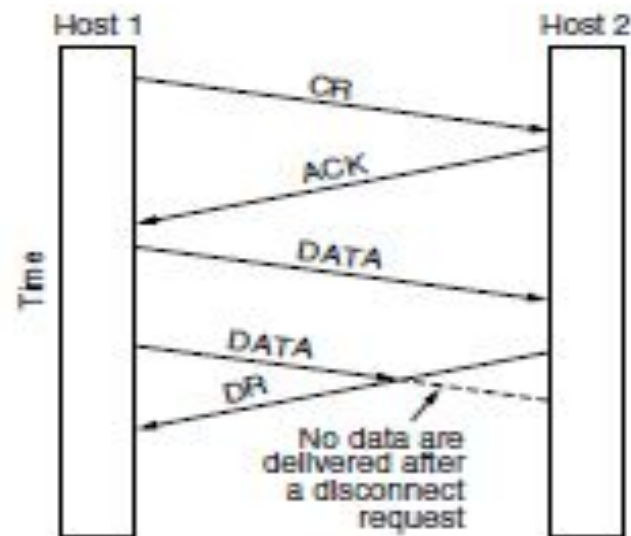 Host 1
Host 2
CR
ACK
DATA
DATA
DR
Time
No data are
delivered after
a disconnect
request